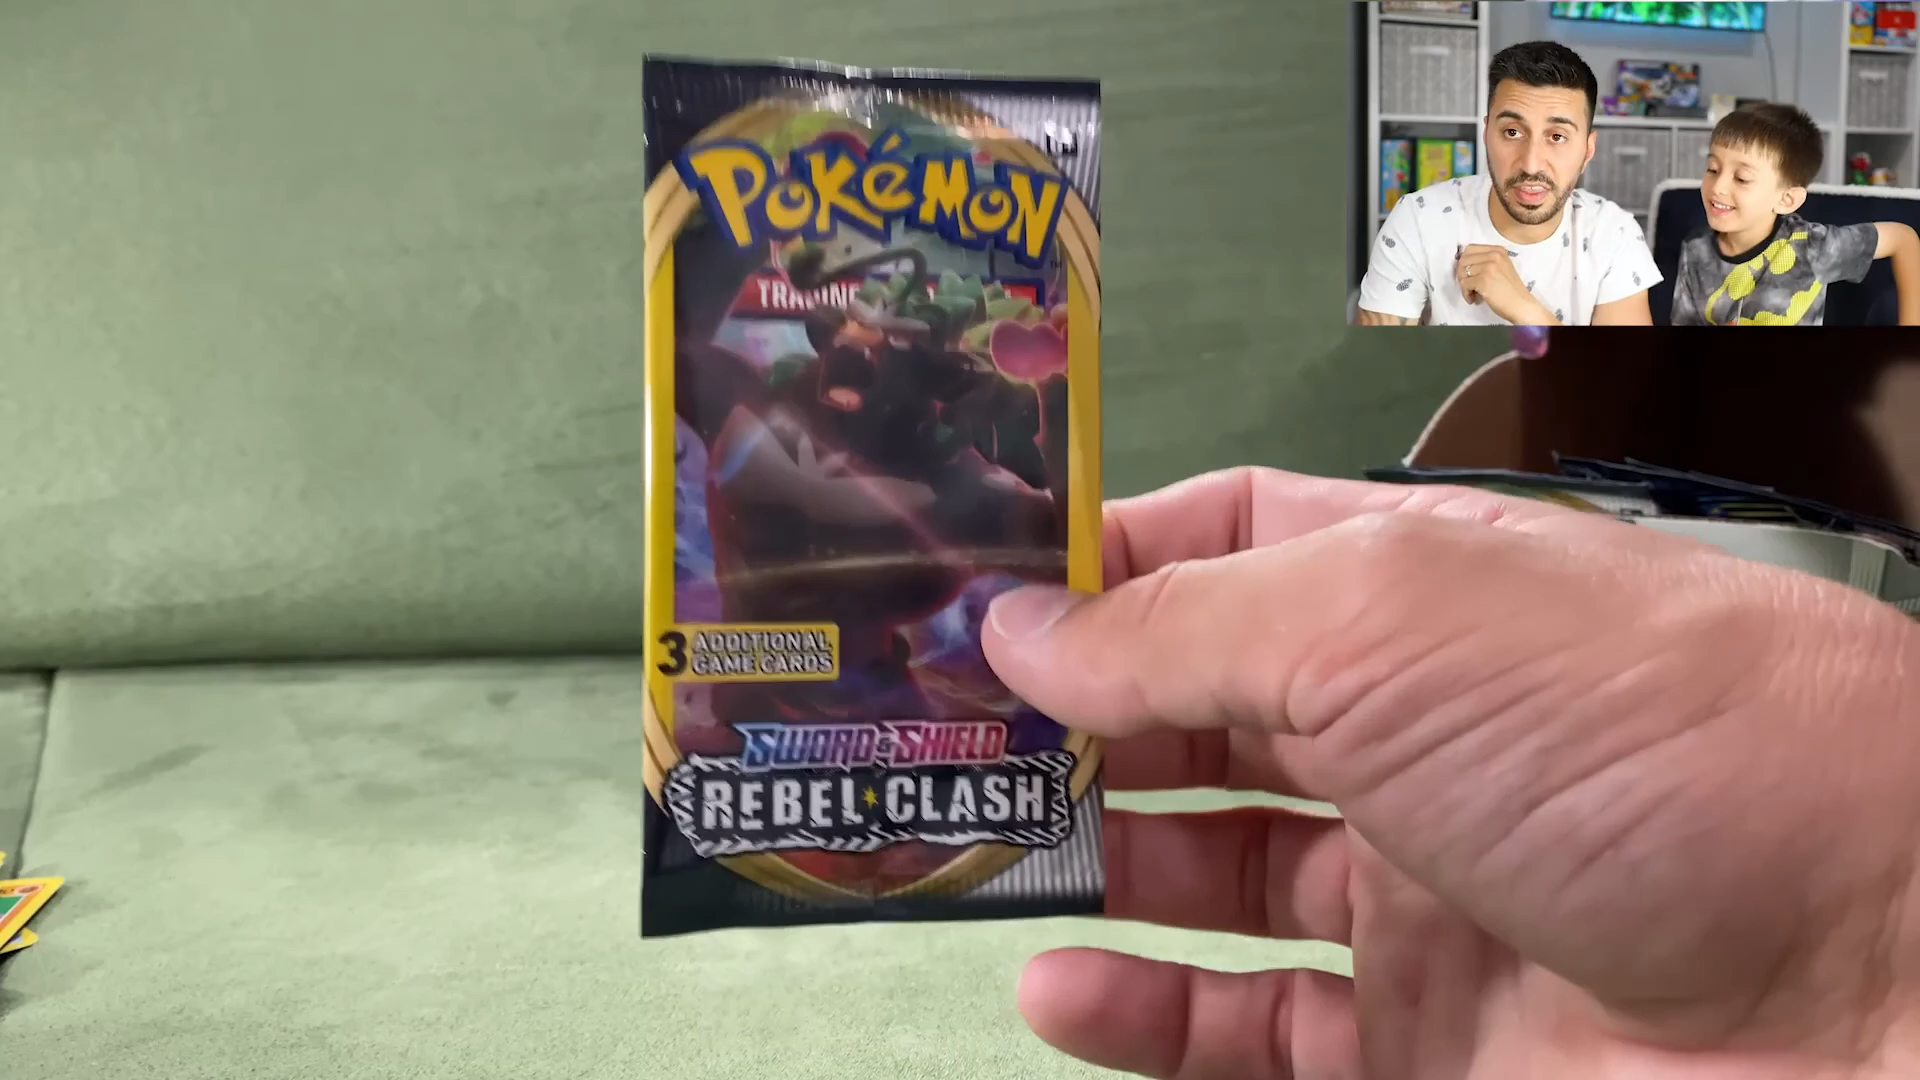 POKéMON
3 ADDITIONAL
GAME CARDS
SWORD & SHIELD
REBEL CLASH